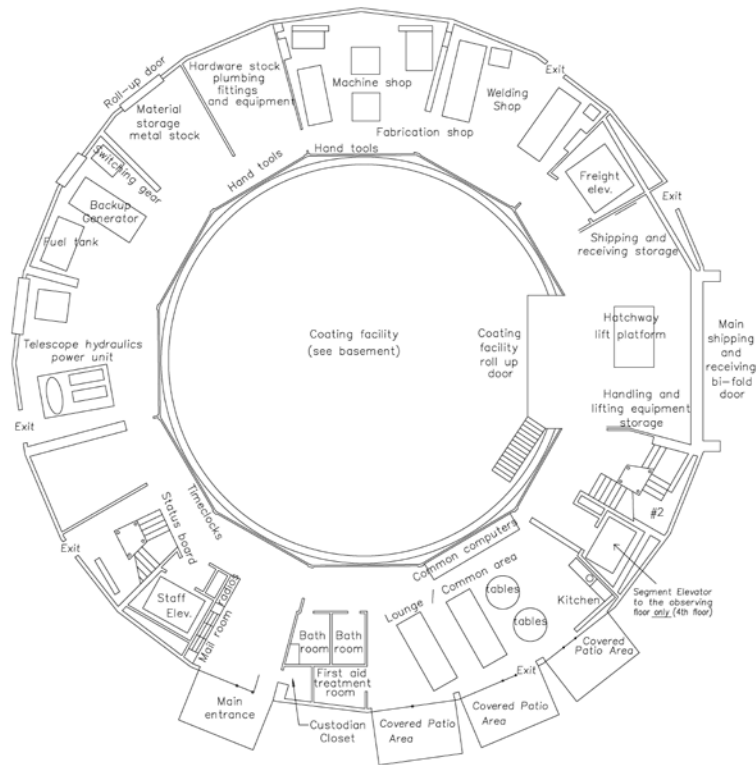 Roll-up door
Hardware stock
plumbing
fittings
and equipment
Machine shop
Exit
Material
storage
metal stock
Welding
Shop
Fabrication shop
Hand tools
Hand tools
Switching gear
Freight
elev.
Exit
Backup
Generator
Fuel tank
Shipping and
receiving storage
Coating facility
(see basement)
Coating
facility
roll up
door
Hatchway
lift platform
Main
shipping
and
receiving
bi-fold
door
Telescope hydraulics
power unit
Handling and
lifting equipment
storage
Exit
Timeclocks
Status
board
#2
Exit
Common computers
Staff
Elev.
radios
Mail room
Lounge / Common area
tables
tables
Kitchen
Segment Elevator
to the observing
floor only (4th floor)
Bath
room
Bath
room
First aid
treatment
room
Exit
Covered Patio
Area
Main
entrance
Custodian
Closet
Covered Patio
Area
Covered Patio
Area